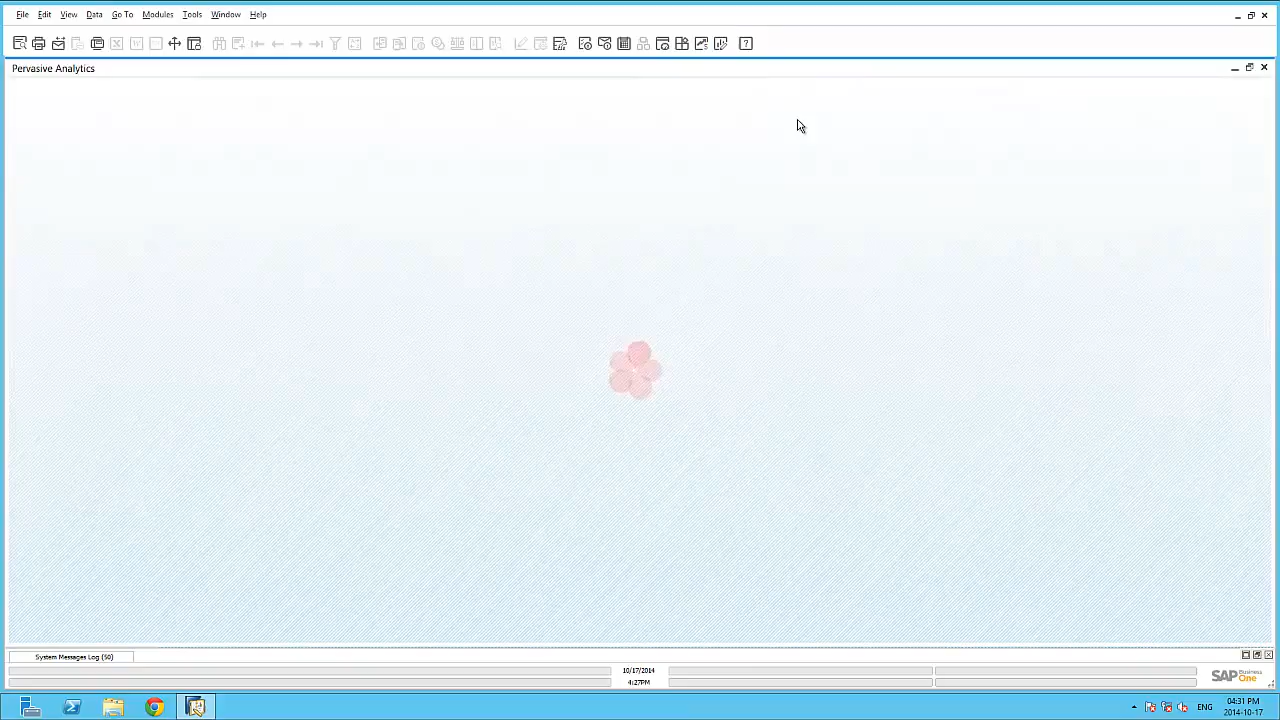 File Edit View Data Go To Modules Tools Window Help
Pervasive Analytics
System Messages Log (50)
10/17/2014
4:27PM
SAP Business One
ENG
04:31 PM
2014-10-17